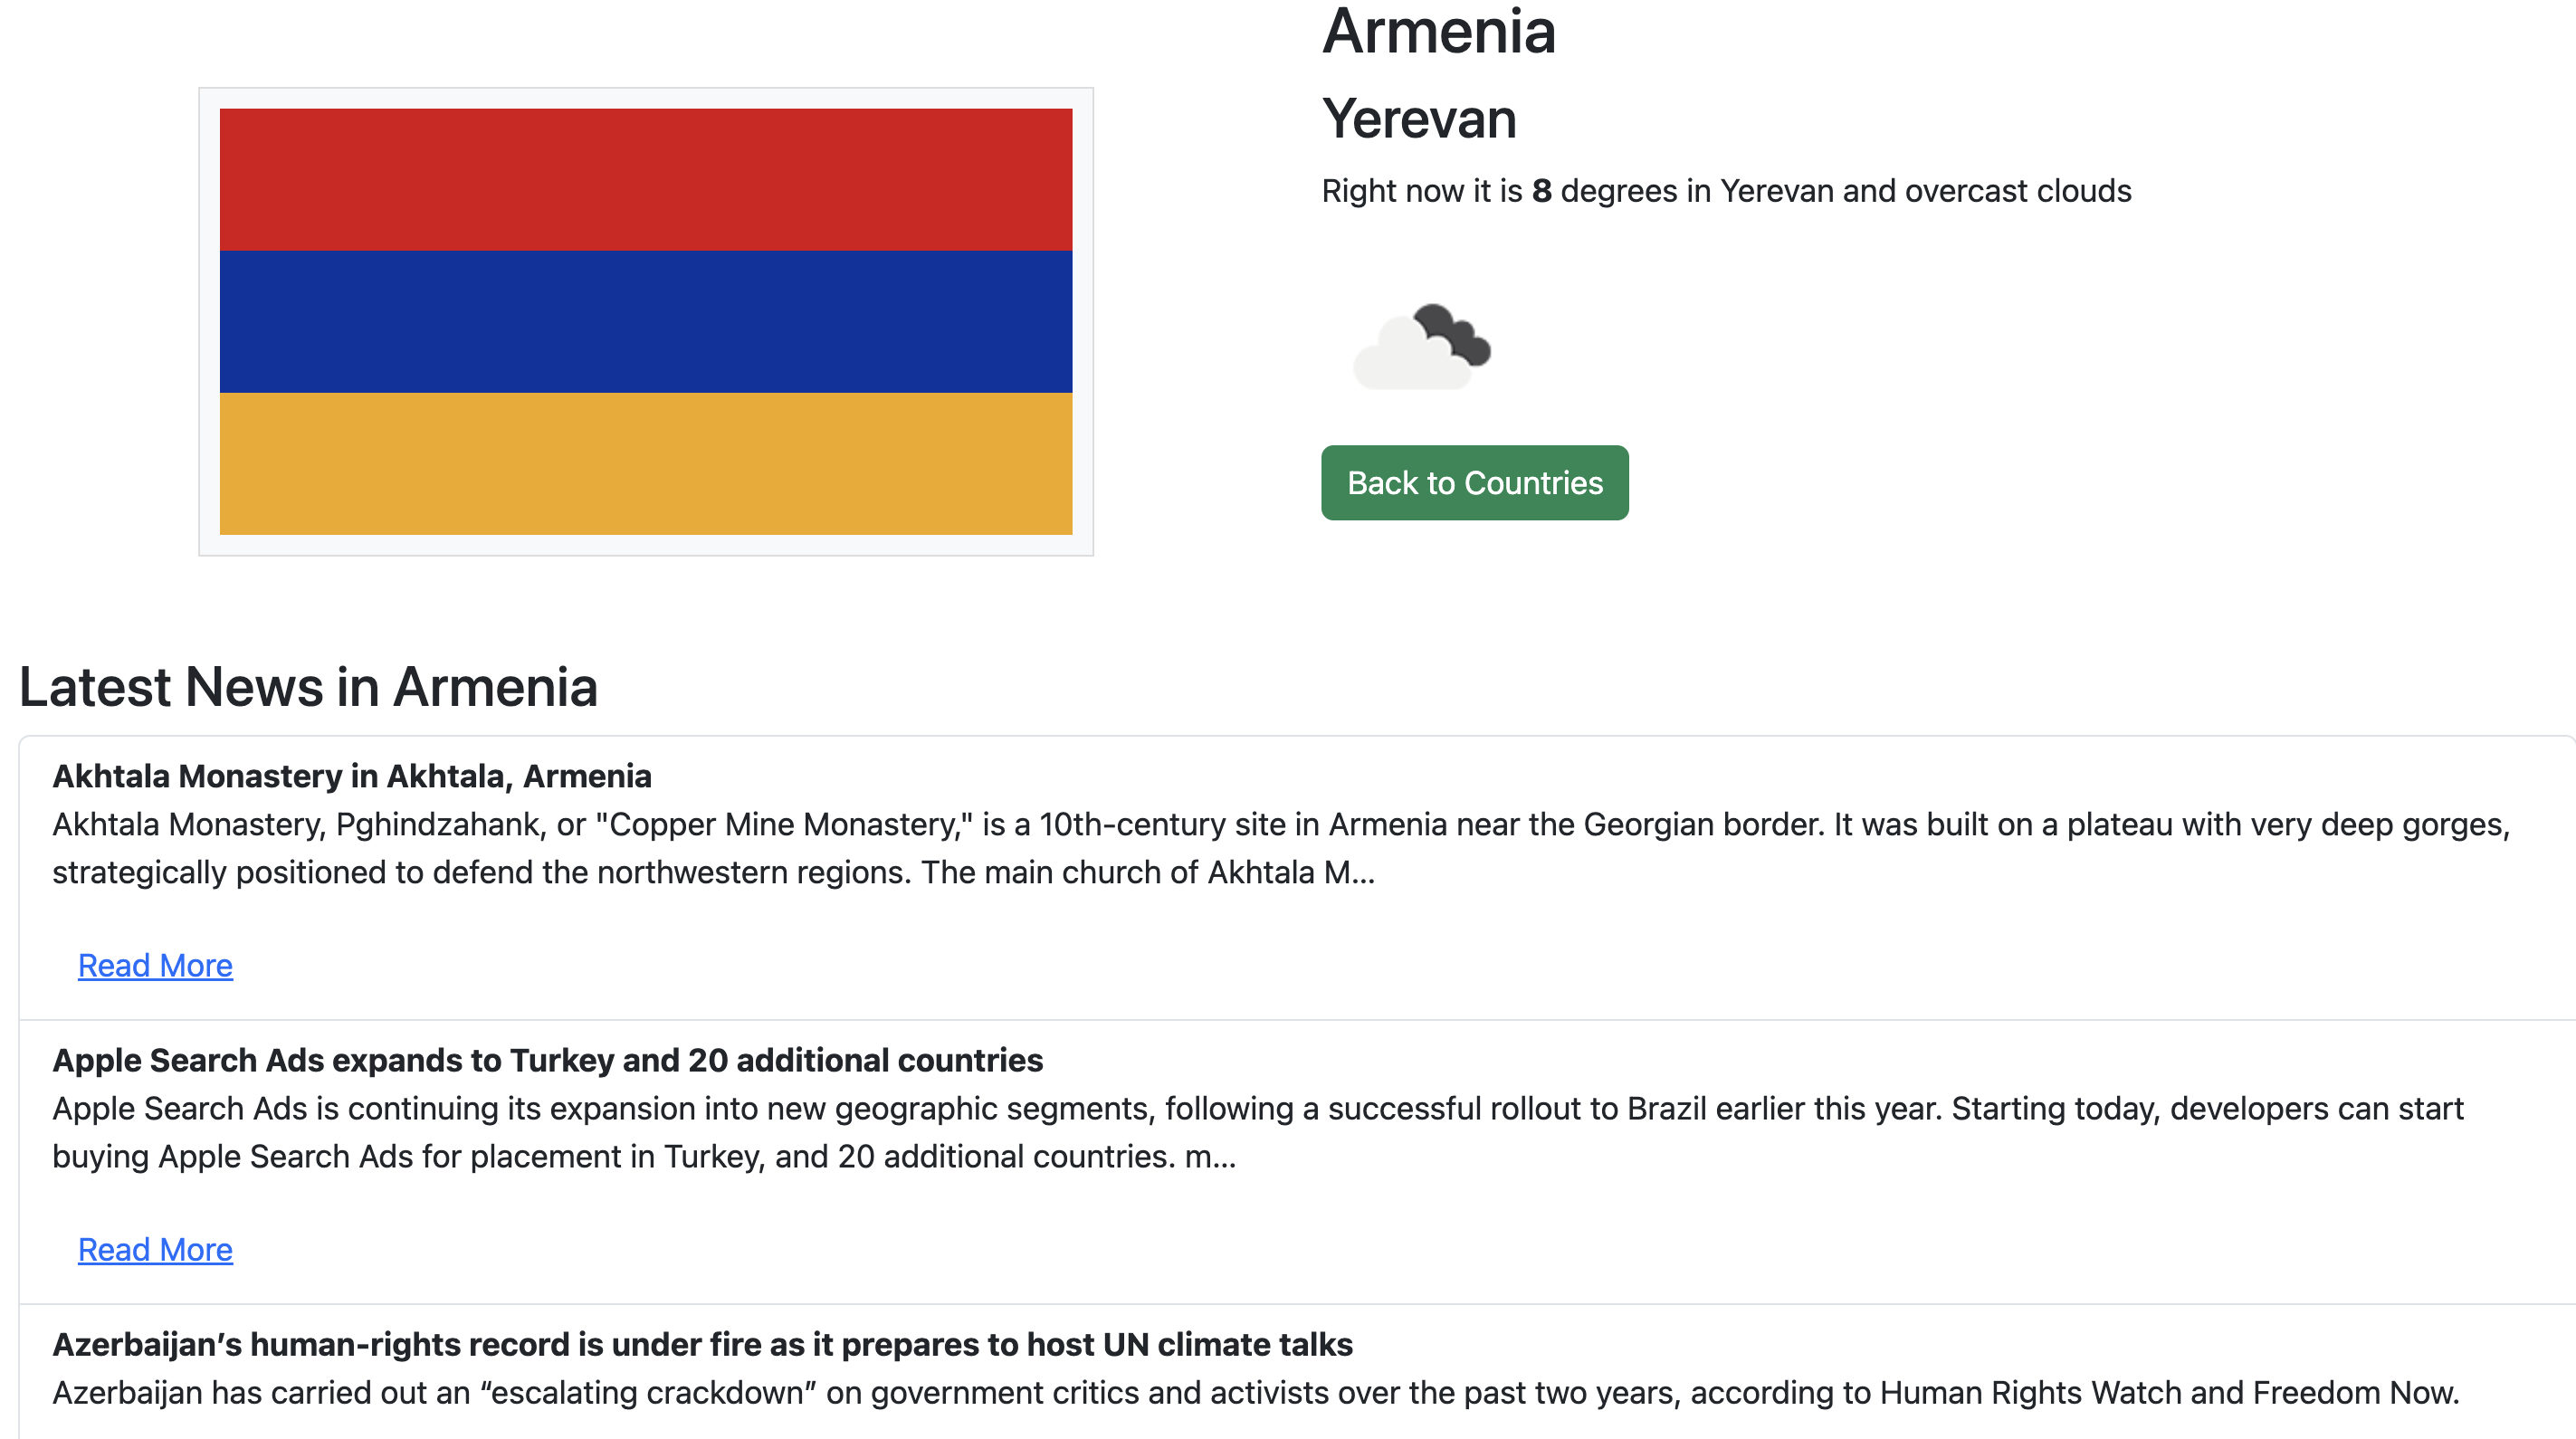 Armenia
Yerevan
Right now it is 8 degrees in Yerevan and overcast clouds
Back to Countries
Latest News in Armenia
Akhtala Monastery in Akhtala, Armenia
Akhtala Monastery, Pghindzahank, or "Copper Mine Monastery," is a 10th-century site in Armenia near the Georgian border. It was built on a plateau with very deep gorges,
strategically positioned to defend the northwestern regions. The main church of Akhtala M...
Read More
Apple Search Ads expands to Turkey and 20 additional countries
Apple Search Ads is continuing its expansion into new geographic segments, following a successful rollout to Brazil earlier this year. Starting today, developers can start
buying Apple Search Ads for placement in Turkey, and 20 additional countries. m...
Read More
Azerbaijan’s human-rights record is under fire as it prepares to host UN climate talks
Azerbaijan has carried out an “escalating crackdown” on government critics and activists over the past two years, according to Human Rights Watch and Freedom Now.